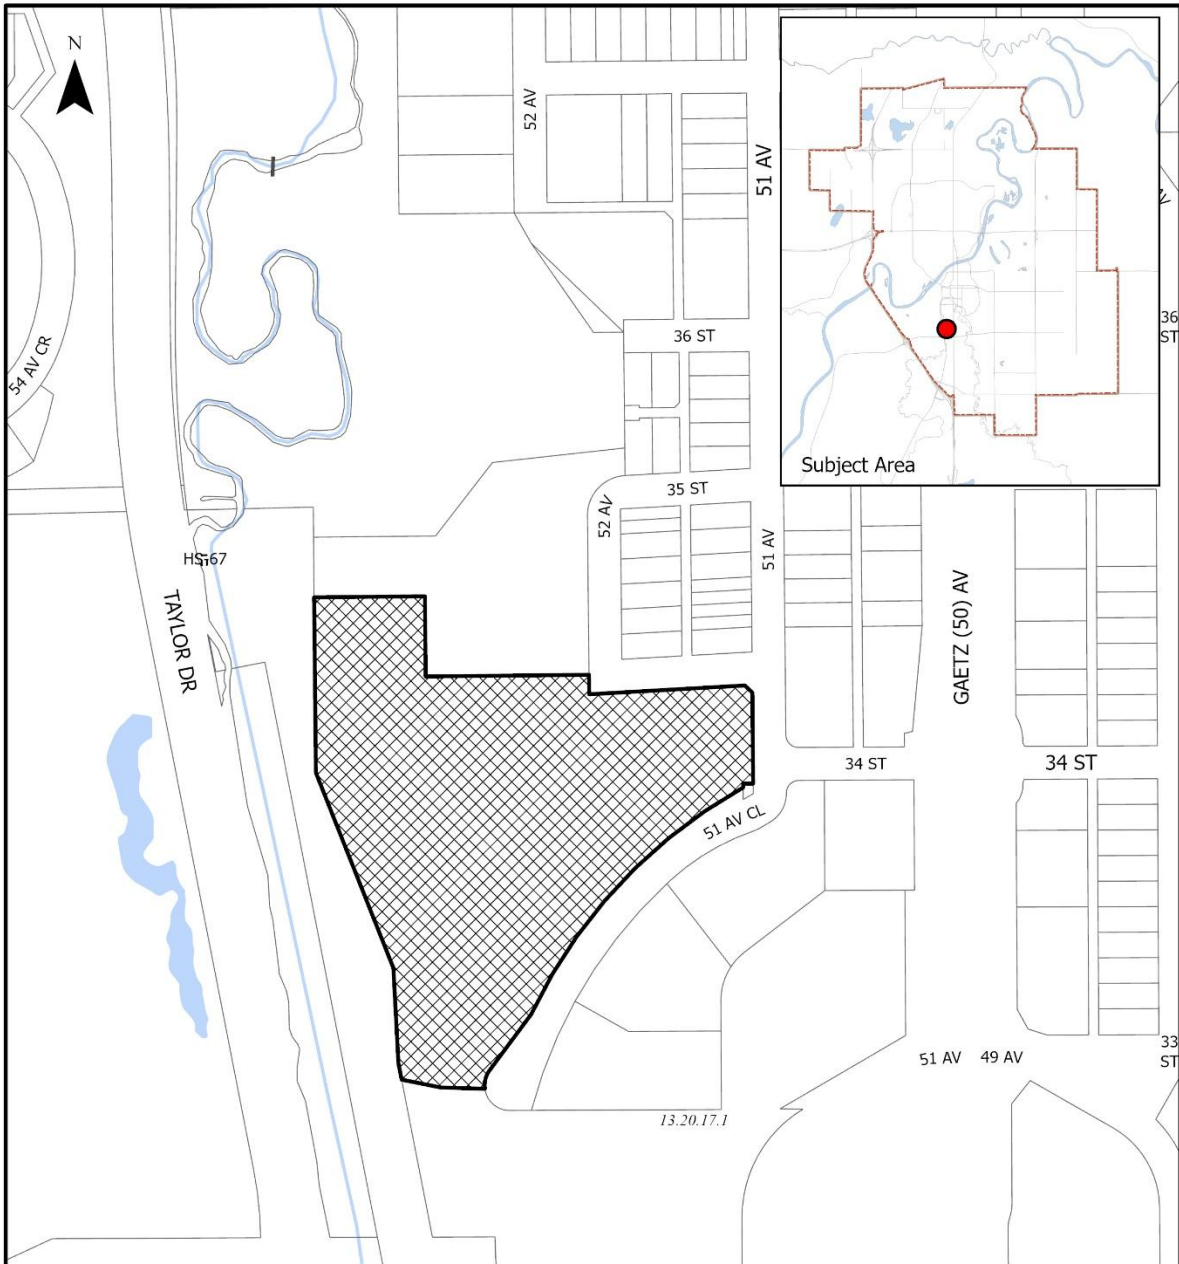 N
52 AV
51 AV
Subject Area
36 ST
36
ST
54 AV CR
35 ST
52 AV
51 AV
HS-67
TAYLOR DR
GAETZ (50) AV
34 ST
34 ST
51 AV CL
51 AV
49 AV
33
ST
13.20.17.1